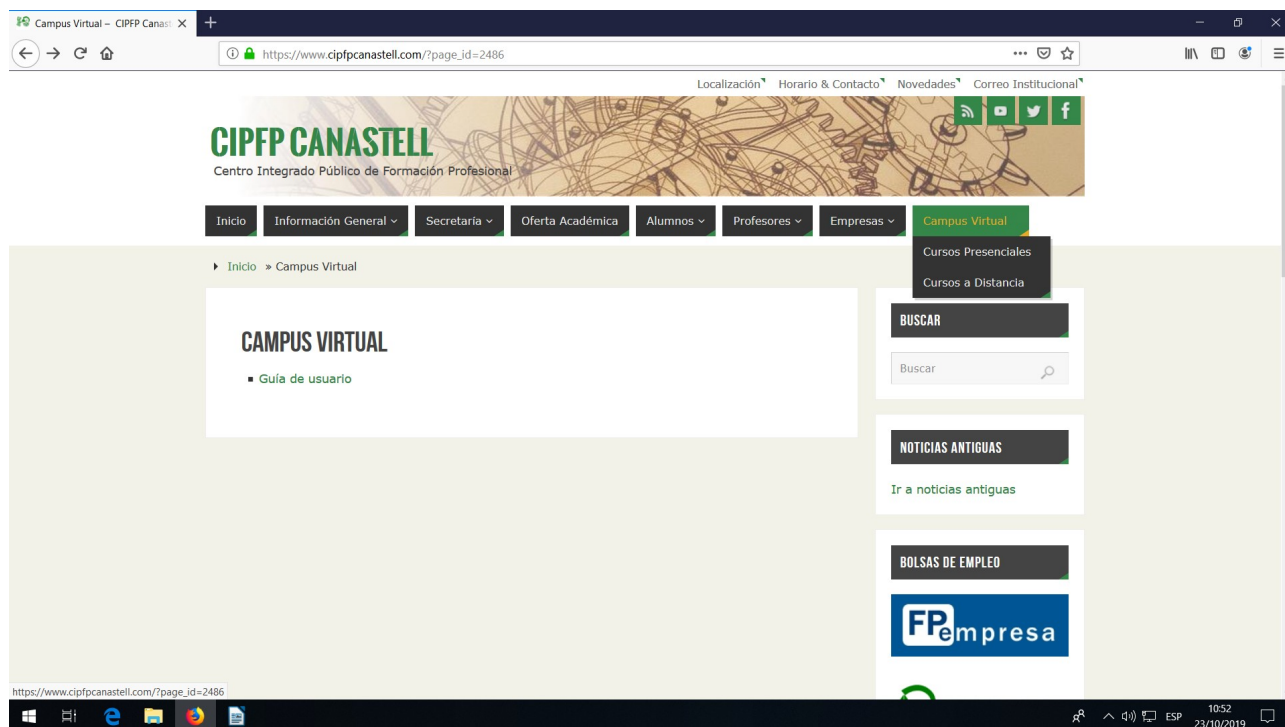 Campus Virtual – CIPFP Canast
https://www.cipfpcanastell.com/?page_id=2486
Localización Horario & Contacto Novedades Correo Institucional
CIPFP CANASTELL
Centro Integrado Público de Formación Profesional
Inicio Información General Secretaría Oferta Académica Alumnos Profesores Empresas Campus Virtual
Cursos Presenciales
Cursos a Distancia
Inicio » Campus Virtual
CAMPUS VIRTUAL
Guía de usuario
BUSCAR
Buscar
NOTICIAS ANTIGUAS
Ir a noticias antiguas
BOLSAS DE EMPLEO
FPempresa
https://www.cipfpcanastell.com/?page_id=2486
ESP
10:52
23/10/2019